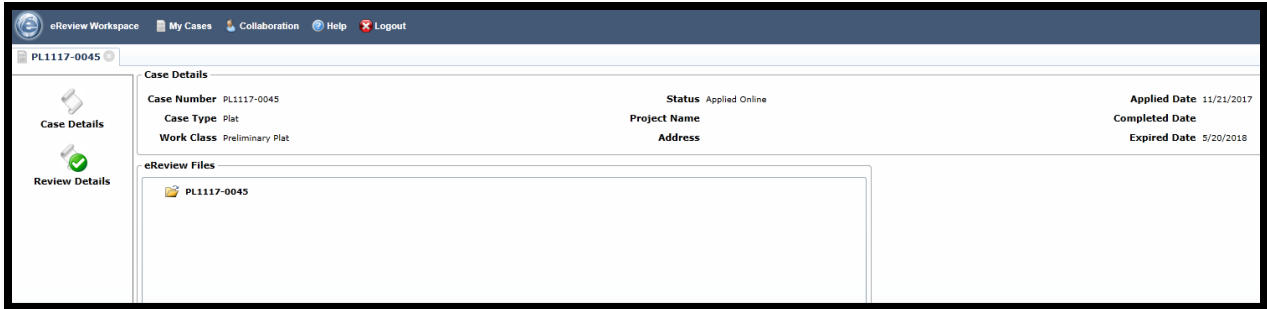 eReview Workspace My Cases Collaboration Help Logout
PL1117-0045
Case Details
Case Details
Review Details
Case Number PL1117-0045 Status Applied Online Applied Date 11/21/2017
Case Type Plat Project Name Completed Date
Work Class Preliminary Plat Address Expired Date 5/20/2018
eReview Files
PL1117-0045